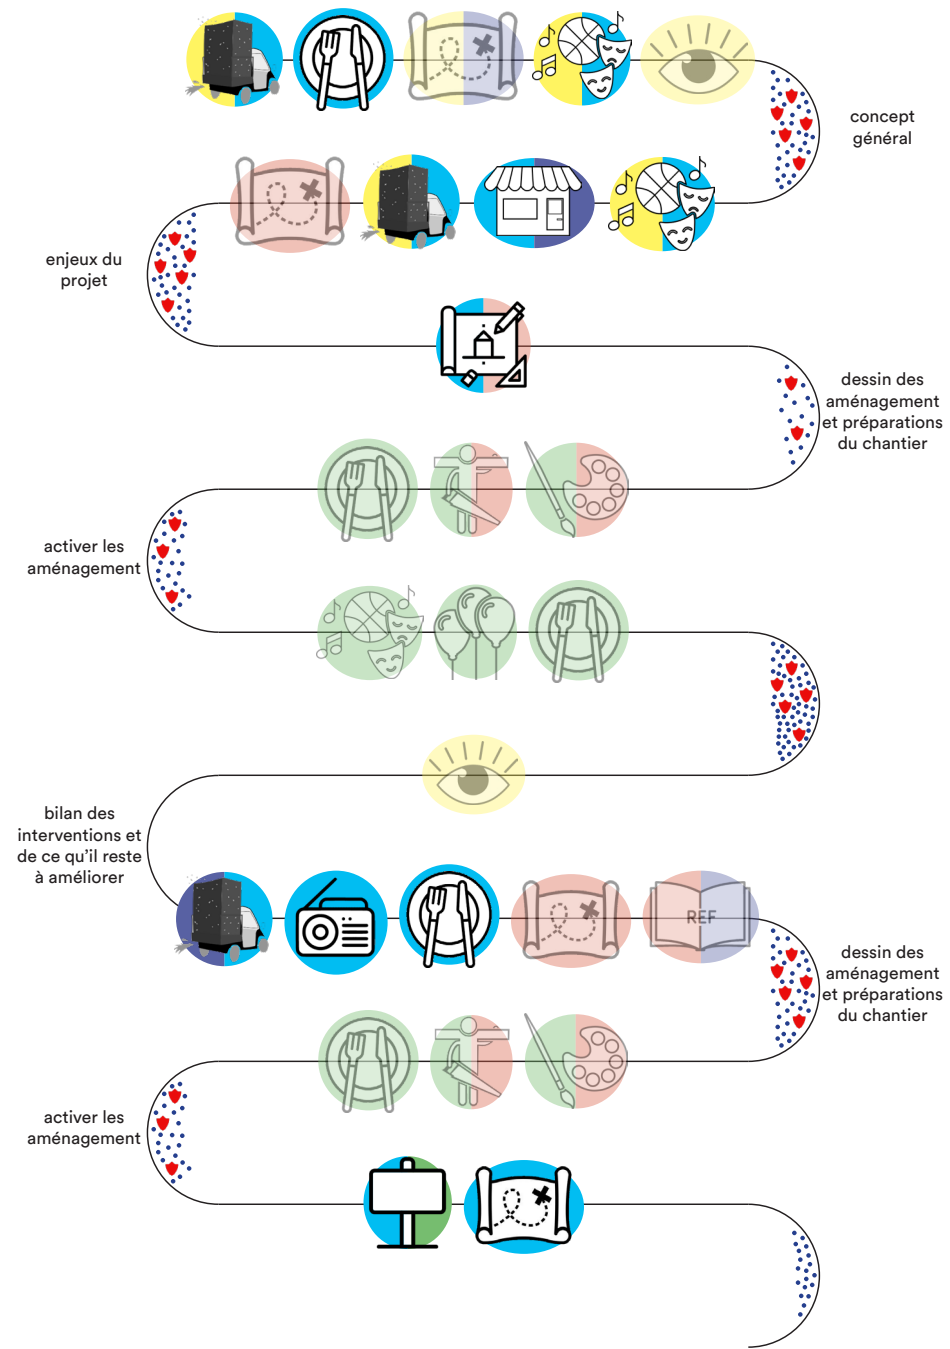 concept
général
enjeux du
projet
dessin des
aménagement
et préparations
du chantier
activer les
aménagement
bilan des
interventions et
de ce qu'il reste
à améliorer
REF
dessin des
aménagement
et préparations
du chantier
activer les
aménagement